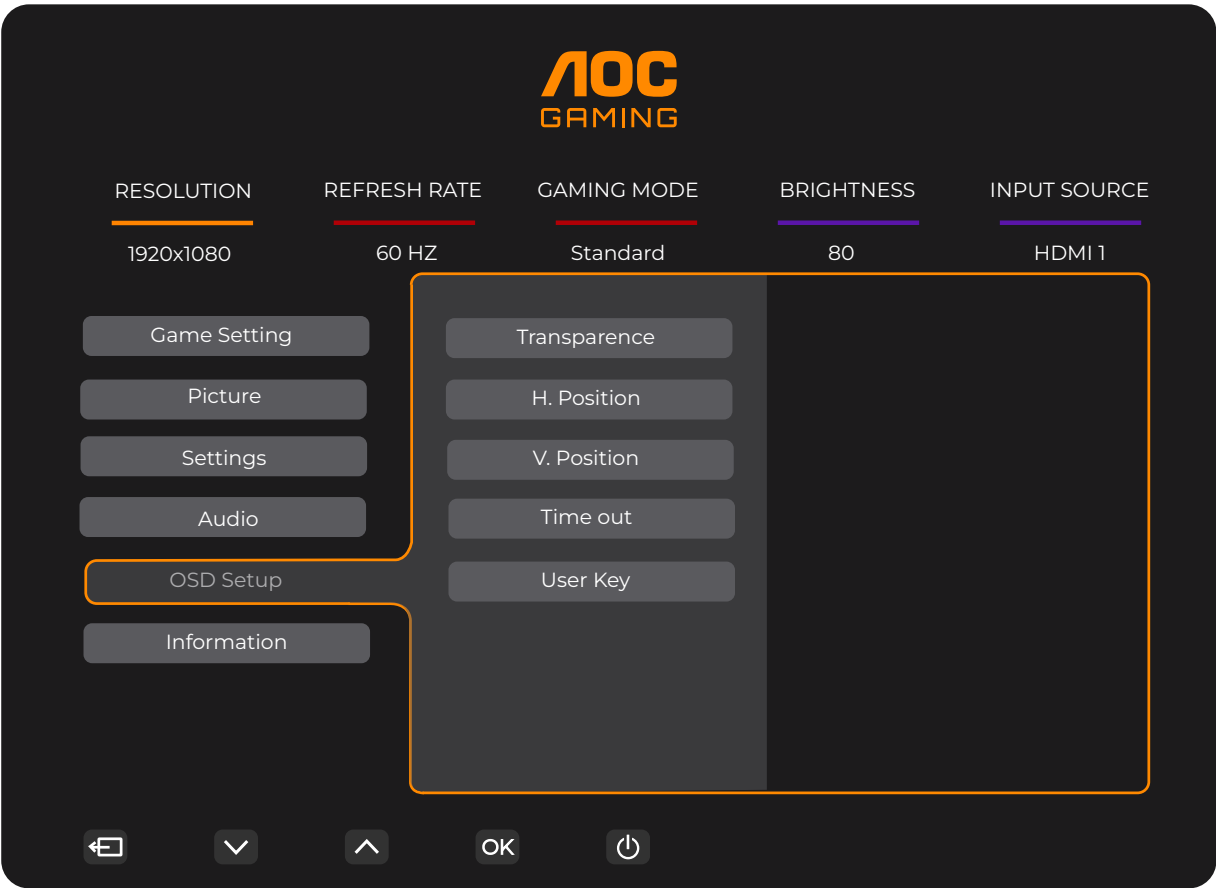 AOC
GAMING
RESOLUTION REFRESH RATE GAMING MODE BRIGHTNESS INPUT SOURCE
1920x1080 60 HZ Standard 80 HDMI 1
Game Setting
Picture
Settings
Audio
OSD Setup
Information
Transparence
H. Position
V. Position
Time out
User Key
OK